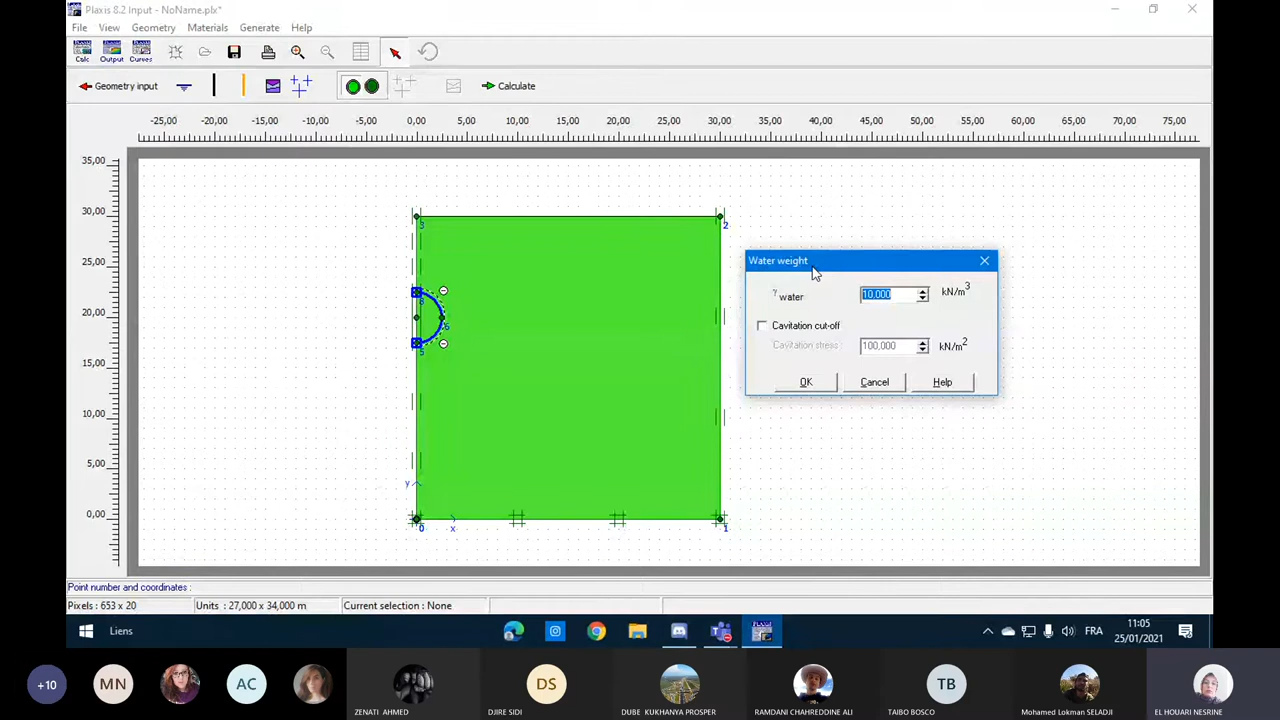 Plaxis 8.2 Input - NoName.plx*
File View Geometry Materials Generate Help
Calc Output Curves
Geometry input Calculate
-25,00 -20,00 -15,00 -10,00 -5,00 0,00 5,00 10,00 15,00 20,00 25,00 30,00 35,00 40,00 45,00 50,00 55,00 60,00 65,00 70,00 75,00
35,00
30,00
25,00
20,00
15,00
10,00
5,00
0,00
3 2
8
6
5
y
0 x 1
Water weight
γ water 10,000 kN/m3
Cavitation cut-off
Cavitation stress: 100,000 kN/m2
OK Cancel Help
Point number and coordinates :
Pixels : 653 x 20 Units : 27,000 x 34,000 m Current selection : None
Liens FRA 11:05
25/01/2021
+10 MN AC DS TB
ZENATI AHMED DJIRE SIDI DUBE KUKHANYA PROSPER RAMDANI CHAHREDDINE ALI TAIBO BOSCO Mohamed Lokman SELADJI EL HOUARI NESRINE